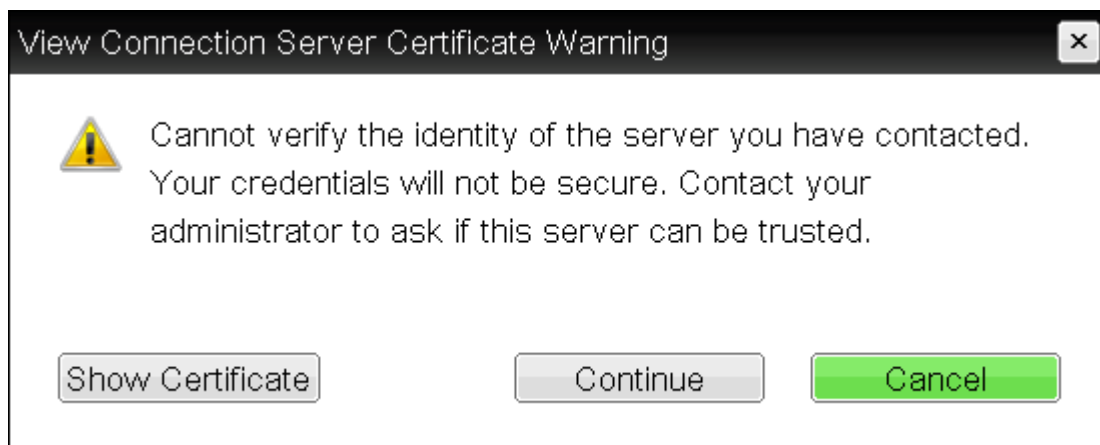 View Connection Server Certificate Warning
Cannot verify the identity of the server you have contacted.
Your credentials will not be secure. Contact your
administrator to ask if this server can be trusted.
Show Certificate Continue Cancel